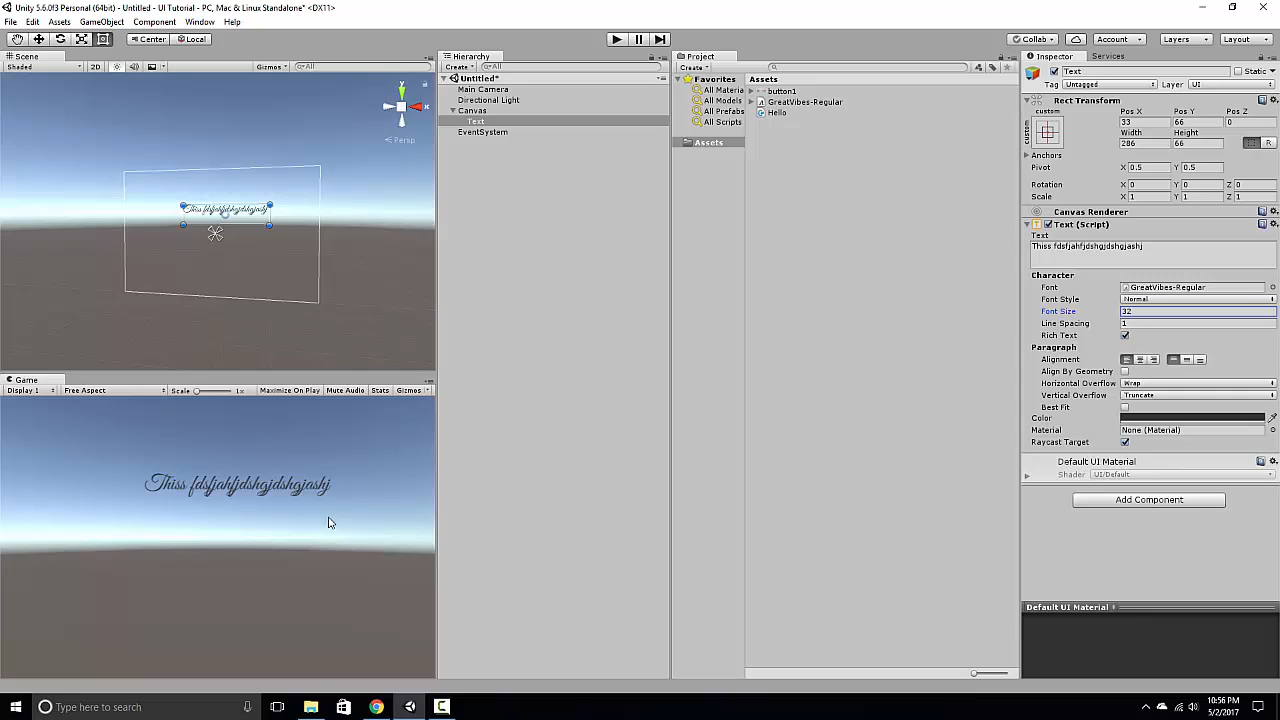 Unity 5.6.0f3 Personal (64bit) - Untitled - UI Tutorial - PC, Mac & Linux Standalone* <DX11>
File Edit Assets GameObject Component Window Help
Center Local Collab Account Layers Layout
Scene
Shaded 2D Gizmos All
y x
Persp
Game
Display 1 Free Aspect Scale 1x Maximize On Play Mute Audio Stats Gizmos
Thiss fdsfjahfjdshgjdshgjashj
Hierarchy
Create All
Untitled*
Main Camera
Directional Light
Canvas
Text
EventSystem
Project
Create
Favorites
All Materia
All Models
All Prefabs
All Scripts
Assets
Assets
button1
GreatVibes-Regular
Hello
Inspector Services
Text Static
Tag Untagged Layer UI
Rect Transform
custom Pos X Pos Y Pos Z
custom 33 66 0
Width Height
286 66
R
Anchors
Pivot X 0.5 Y 0.5
Rotation X 0 Y 0 Z 0
Scale X 1 Y 1 Z 1
Canvas Renderer
Text (Script)
Text
Thiss fdsfjahfjdshgjdshgjashj
Character
Font GreatVibes-Regular
Font Style Normal
Font Size 32
Line Spacing 1
Rich Text
Paragraph
Alignment
Align By Geometry
Horizontal Overflow Wrap
Vertical Overflow Truncate
Best Fit
Color
Material None (Material)
Raycast Target
Default UI Material
Shader UI/Default
Add Component
Default UI Material
Type here to search
10:56 PM
5/2/2017